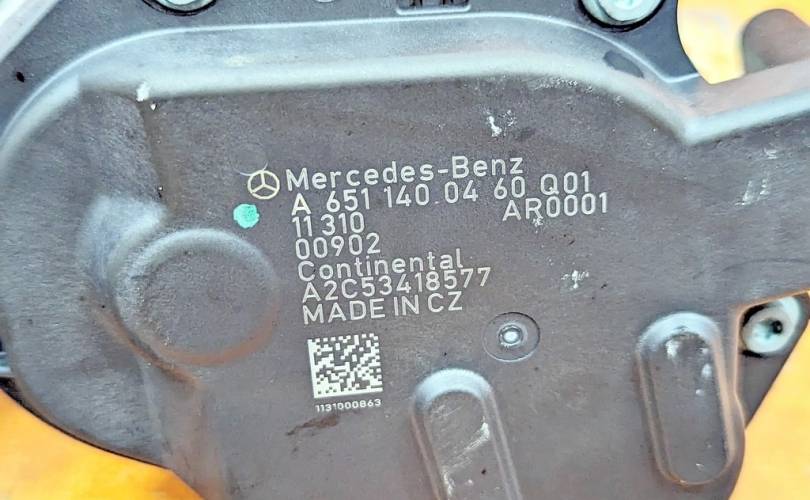 Mercedes-Benz
A 651 140 04 60 Q01
11 310 AR0001
00902
Continental
A2C53418577
MADE IN CZ
1131000863